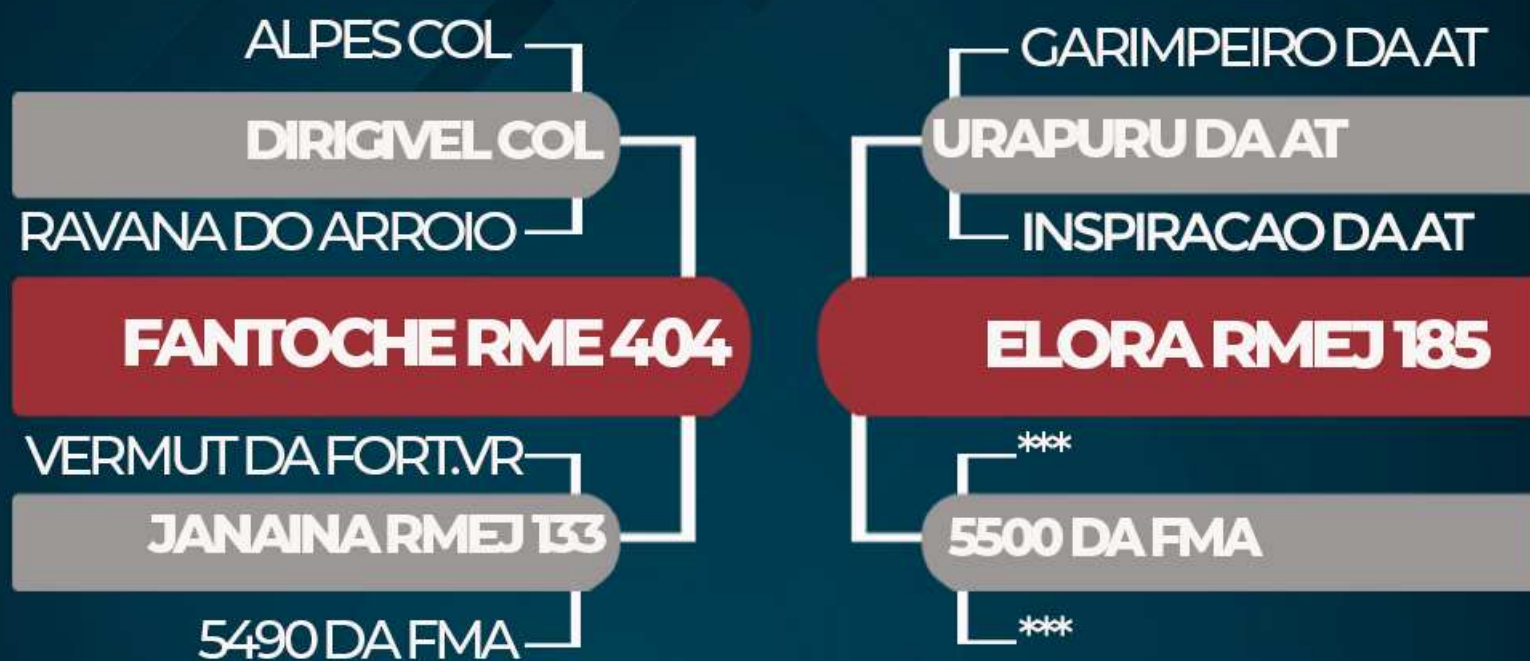 ALPES COL
DIRIGIVEL COL
RAVANA DO ARROIO
FANTOCHE RME 404
VERMUT DA FORT.VR
JANAINA RMEJ 133
5490 DA FMA
GARIMPEIRO DA AT
URAPURU DA AT
INSPIRACAO DA AT
ELORA RMEJ 185
***
5500 DA FMA
***